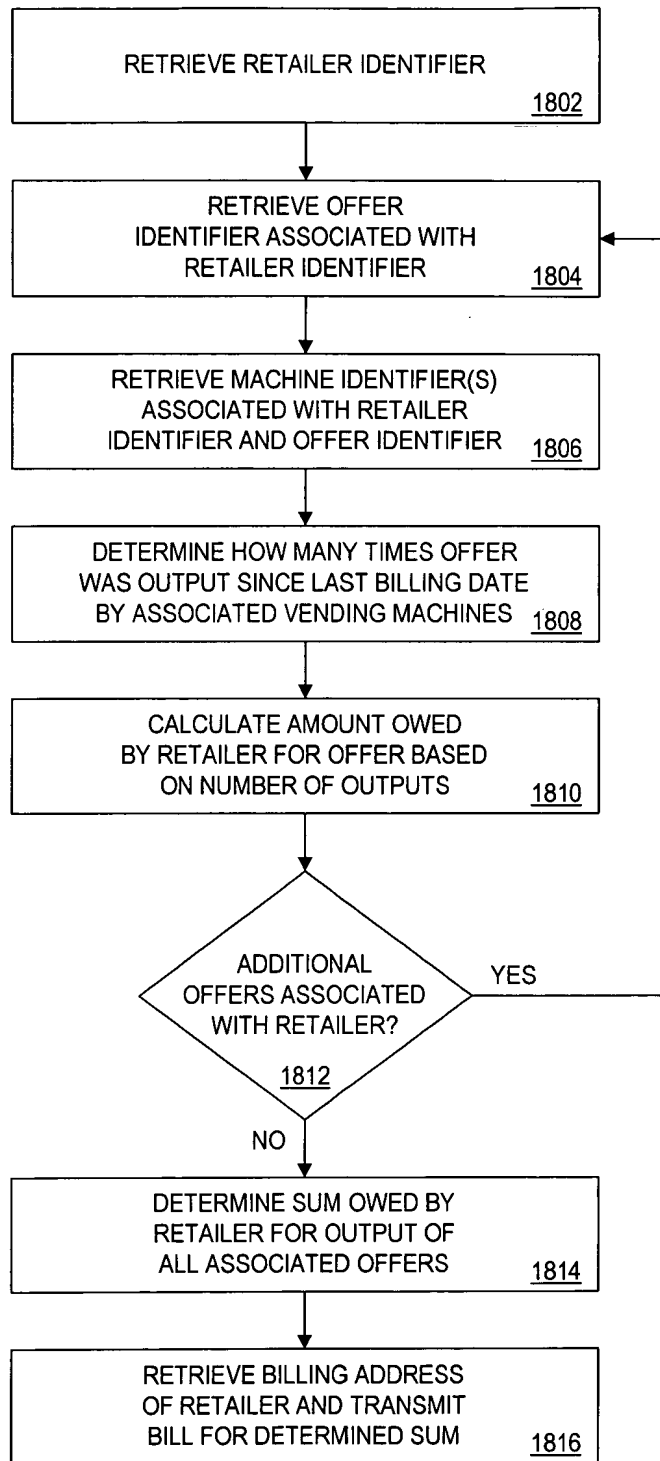 RETRIEVE RETAILER IDENTIFIER
1802
RETRIEVE OFFER
IDENTIFIER ASSOCIATED WITH
RETAILER IDENTIFIER
1804
RETRIEVE MACHINE IDENTIFIER(S)
ASSOCIATED WITH RETAILER
IDENTIFIER AND OFFER IDENTIFIER
1806
DETERMINE HOW MANY TIMES OFFER
WAS OUTPUT SINCE LAST BILLING DATE
BY ASSOCIATED VENDING MACHINES
1808
CALCULATE AMOUNT OWED
BY RETAILER FOR OFFER BASED
ON NUMBER OF OUTPUTS
1810
ADDITIONAL
OFFERS ASSOCIATED
WITH RETAILER?
1812
YES
NO
DETERMINE SUM OWED BY
RETAILER FOR OUTPUT OF
ALL ASSOCIATED OFFERS
1814
RETRIEVE BILLING ADDRESS
OF RETAILER AND TRANSMIT
BILL FOR DETERMINED SUM
1816